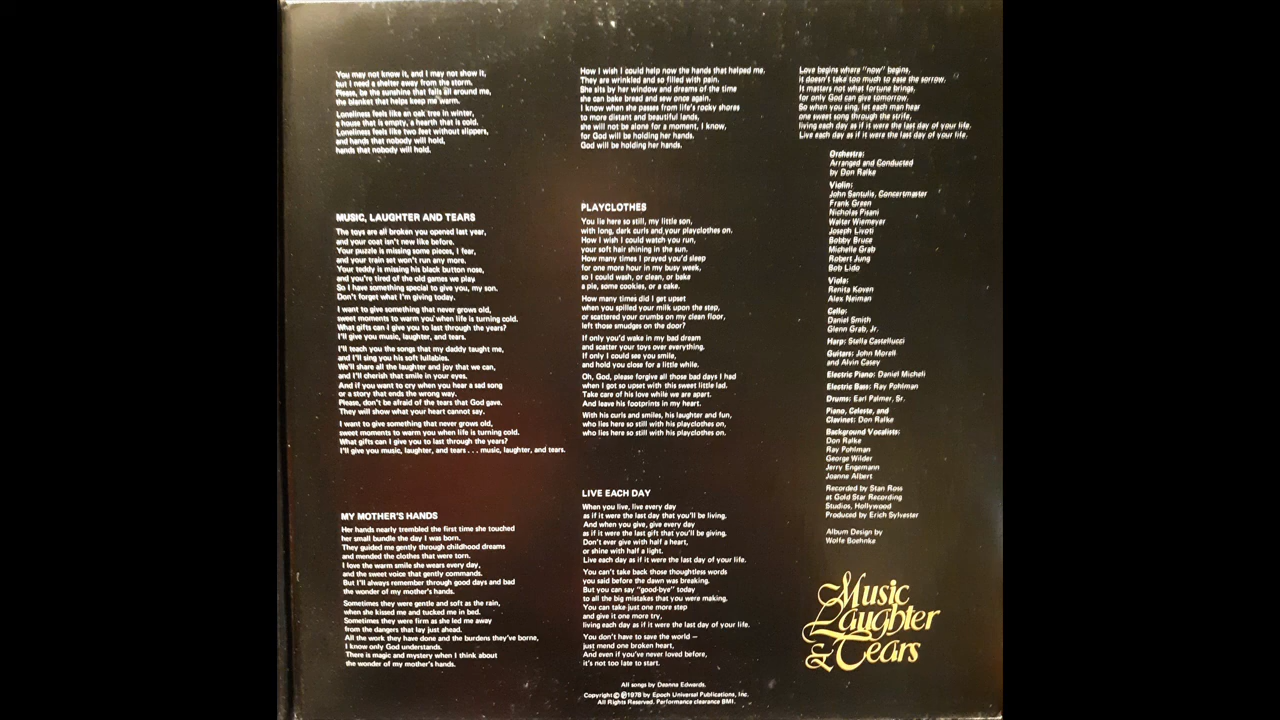 You may not know it, and I may not show it,
but I need a shelter away from the storm.
Please, be the sunshine that falls all around me,
the blanket that helps keep me warm.
Loneliness feels like an oak tree in winter,
a house that is empty, a hearth that is cold.
Loneliness feels like two feet without slippers,
and hands that nobody will hold,
hands that nobody will hold.
MUSIC, LAUGHTER AND TEARS
The toys are all broken you opened last year,
and your coat isn't new like before.
Your puzzle is missing some pieces, I fear,
and your train set won't run any more.
Your teddy is missing his black button nose,
and you're tired of the old games we play.
So I have something special to give you, my son.
Don't forget what I'm giving today.
I want to give something that never grows old,
sweet moments to warm you when life is turning cold.
What gifts can I give you to last through the years?
I'll give you music, laughter, and tears.
I'll teach you the songs that my daddy taught me,
and I'll sing you his soft lullabies.
We'll share all the laughter and joy that we can,
and I'll cherish that smile in your eyes.
And if you want to cry when you hear a sad song
or a story that ends the wrong way.
Please, don't be afraid of the tears that God gave.
They will show what your heart cannot say.
I want to give something that never grows old,
sweet moments to warm you when life is turning cold.
What gifts can I give you to last through the years?
I'll give you music, laughter, and tears . . . music, laughter, and tears.
MY MOTHER'S HANDS
Her hands nearly trembled the first time she touched
her small bundle the day I was born.
They guided me gently through childhood dreams
and mended the clothes that were torn.
I love the warm smile she wears every day,
and the sweet voice that gently commands.
But I'll always remember through good days and bad
the wonder of my mother's hands.
Sometimes they were gentle and soft as the rain,
when she kissed me and tucked me in bed.
Sometimes they were firm as she led me away
from the dangers that lay just ahead.
All the work they have done and the burdens they've borne,
I know only God understands.
There is magic and mystery when I think about
the wonder of my mother's hands.
How I wish I could help now the hands that helped me.
They are wrinkled and so filled with pain.
She sits by her window and dreams of the time
she can bake bread and sew once again.
I know when she passes from life's rocky shores
to more distant and beautiful lands,
she will not be alone for a moment, I know,
for God will be holding her hands.
God will be holding her hands.
PLAYCLOTHES
You lie here so still, my little son,
with long, dark curls and your playclothes on.
How I wish I could watch you run,
your soft hair shining in the sun.
How many times I prayed you'd sleep
for one more hour in my busy week,
so I could wash, or clean, or bake
a pie, some cookies, or a cake.
How many times did I get upset
when you spilled your milk upon the step,
or scattered your crumbs on my clean floor,
left those smudges on the door?
If only you'd wake in my bad dream
and scatter your toys over everything.
If only I could see you smile,
and hold you close for a little while.
Oh, God, please forgive all those bad days I had
when I got so upset with this sweet little lad.
Take care of his love while we are apart.
And leave his footprints in my heart.
With his curls and smiles, his laughter and fun,
who lies here so still with his playclothes on,
who lies here so still with his playclothes on.
LIVE EACH DAY
When you live, live every day
as if it were the last day that you'll be living.
And when you give, give every day
as if it were the last gift that you'll be giving.
Don't ever give with half a heart,
or shine with half a light.
Live each day as if it were the last day of your life.
You can't take back those thoughtless words
you said before the dawn was breaking.
But you can say "good-bye" today
to all the big mistakes that you were making.
You can take just one more step
and give it one more try,
living each day as if it were the last day of your life.
You don't have to save the world —
just mend one broken heart,
And even if you've never loved before,
it's not too late to start.
Love begins where "now" begins,
it doesn't take too much to ease the sorrow.
It matters not what fortune brings,
for only God can give tomorrow.
So when you sing, let each man hear
one sweet song through the strife,
living each day as if it were the last day of your life.
Live each day as if it were the last day of your life.
Orchestra:
Arranged and Conducted
by Don Ralke
Violin:
John Santulis, Concertmaster
Frank Green
Nicholas Pisani
Walter Wiemeyer
Joseph Livoti
Bobby Bruce
Michelle Grab
Robert Jung
Bob Lido
Viola:
Renita Koven
Alex Neiman
Cello:
Daniel Smith
Glenn Grab, Jr.
Harp: Stella Castellucci
Guitars: John Morell
and Alvin Casey
Electric Piano: Daniel Micheli
Electric Bass: Ray Pohlman
Drums: Earl Palmer, Sr.
Piano, Celeste, and
Clavinet: Don Ralke
Background Vocalists:
Don Ralke
Ray Pohlman
George Wilder
Jerry Engemann
Joanne Albert
Recorded by Stan Ross
at Gold Star Recording
Studios, Hollywood
Produced by Erich Sylvester
Album Design by
Wolfe Boehnke
Music
Laughter
& Tears
All songs by Deanna Edwards.
Copyright © ℗1978 by Epoch Universal Publications, Inc.
All Rights Reserved. Performance clearance BMI.